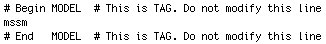 # Begin MODEL  # This is TAG. Do not modify this line
mssm
# End   MODEL  # This is TAG. Do not modify this line